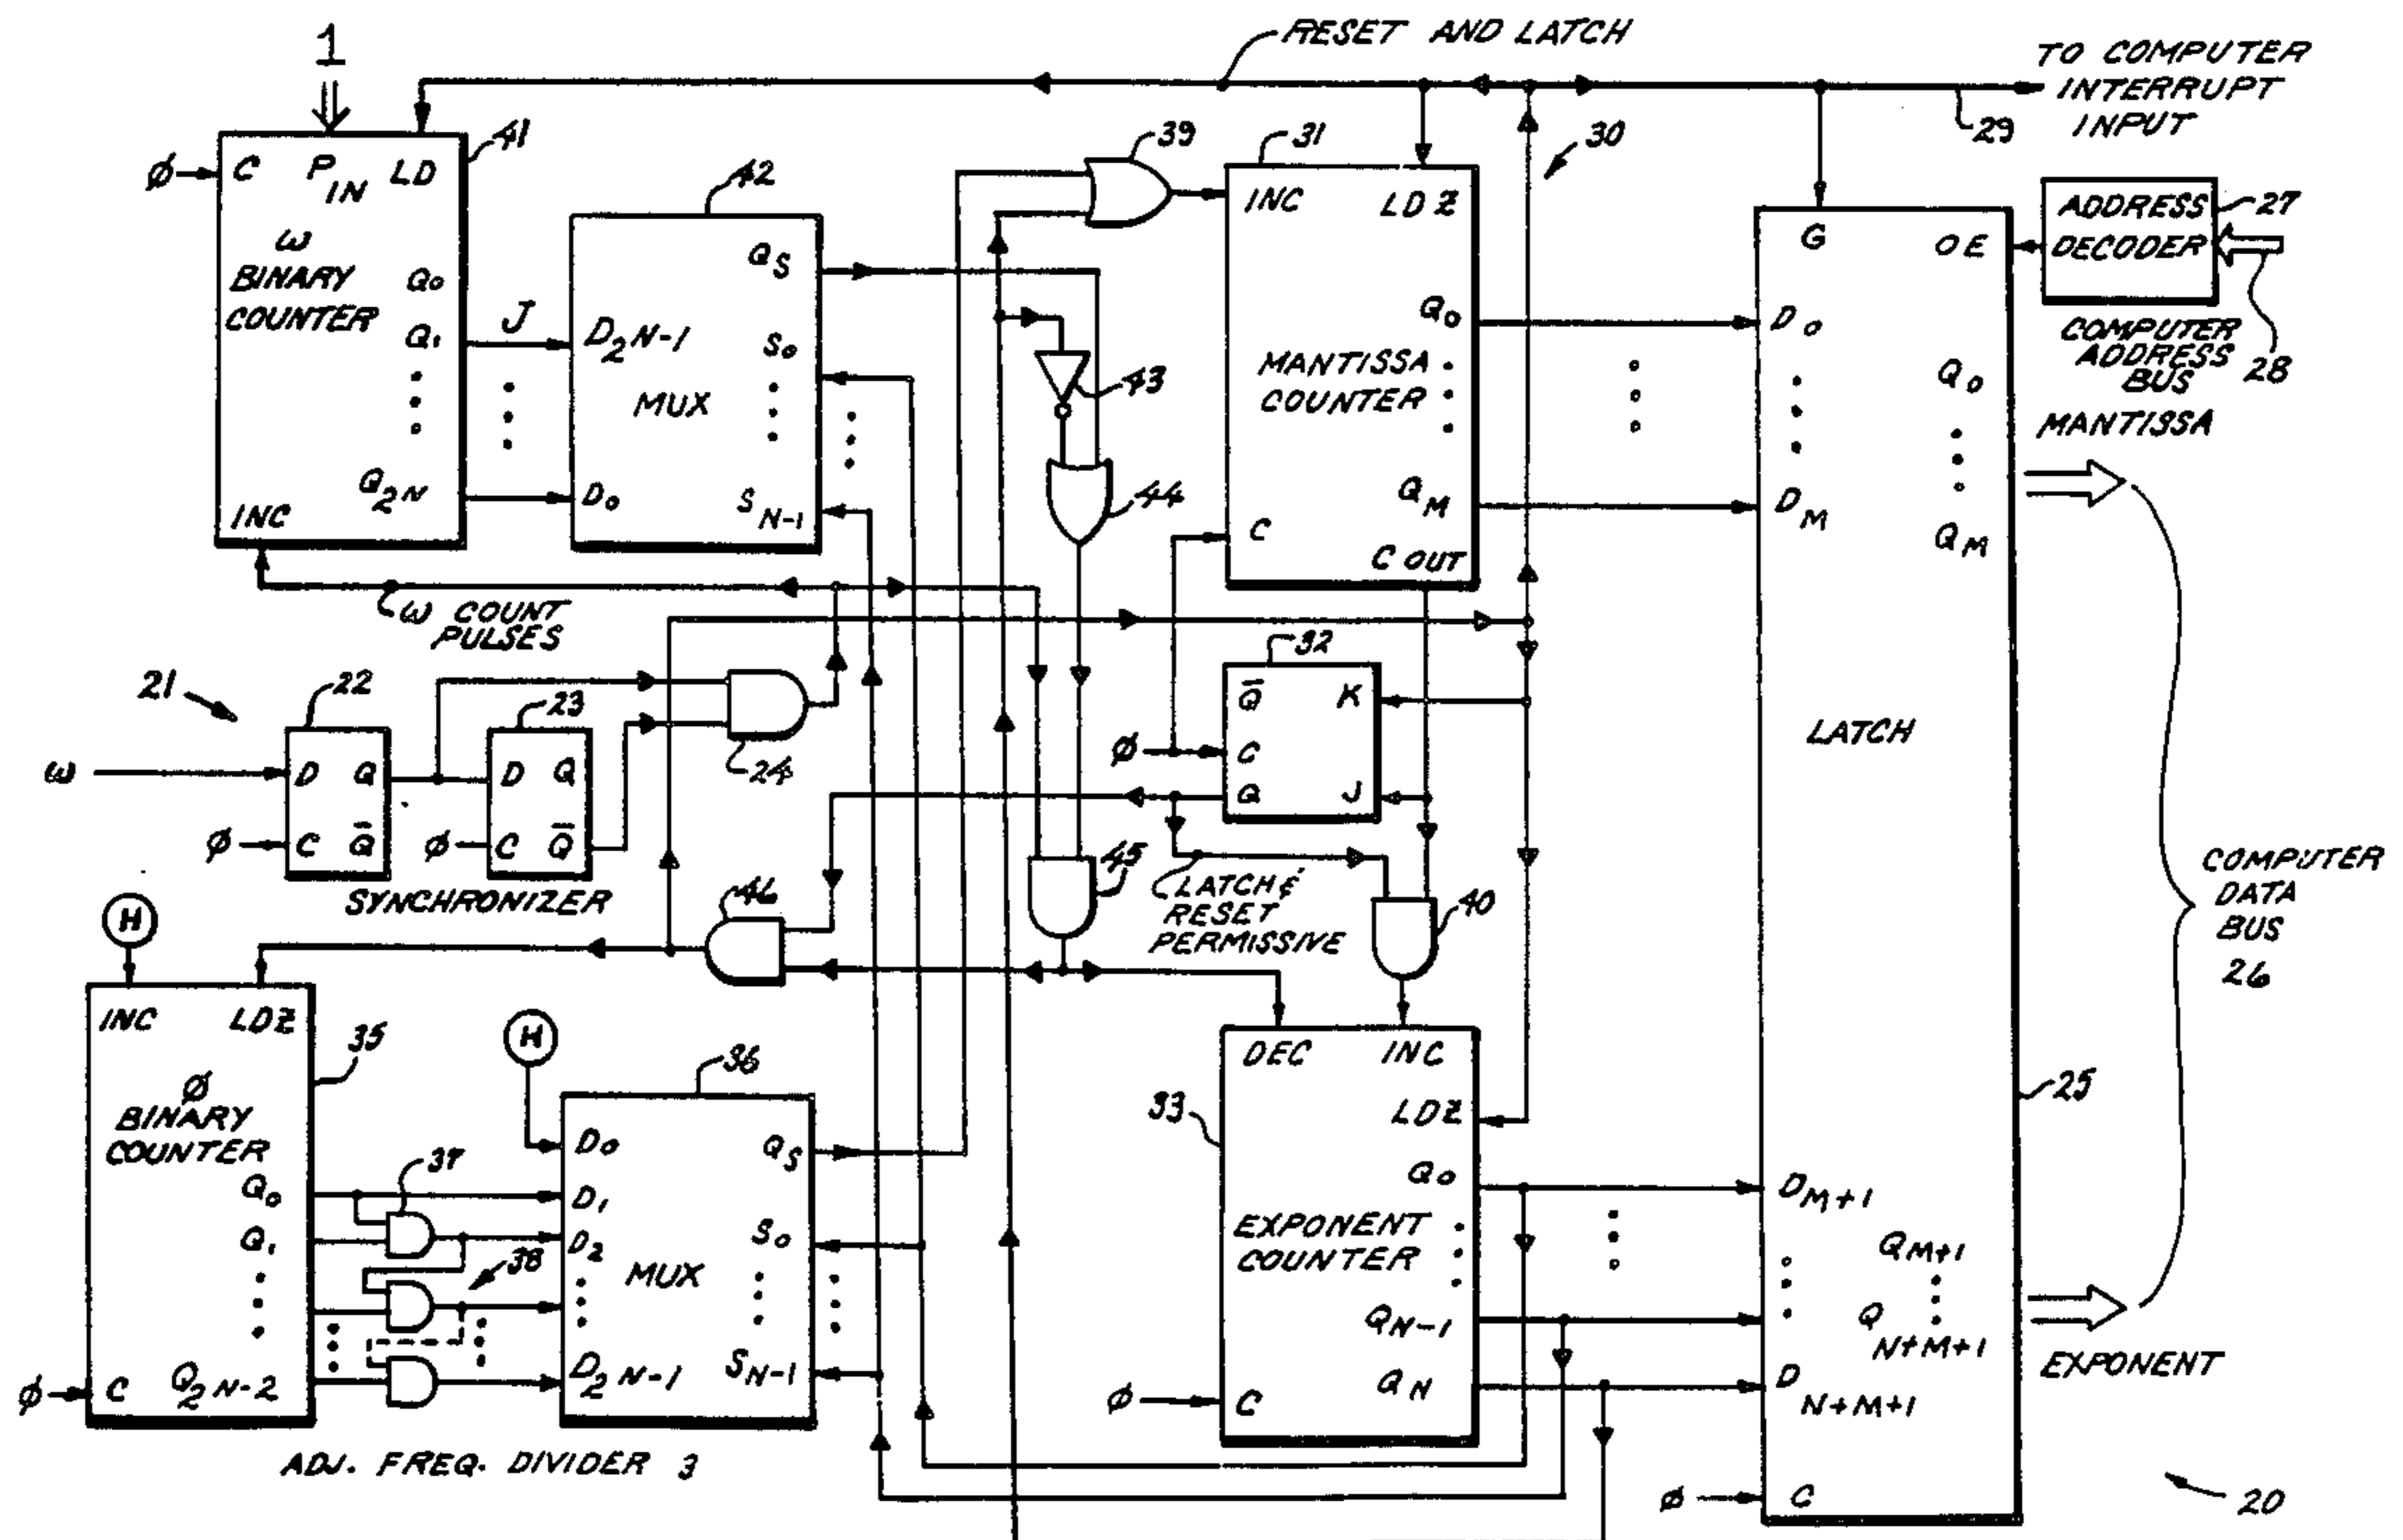 RESET AND LATCH
TO COMPUTER
INTERRUPT
INPUT
29
1
41
ϕ C P IN LD
ω
BINARY
COUNTER
Q0
Q1
Q2N
INC
J
42
D2N-1
MUX
D0
QS
S0
SN-1
39
31
30
INC LDZ
Q0
MANTISSA
COUNTER
QM
C
C OUT
43
44
G OE
D0
DM
Q0
QM
LATCH
ADDRESS
DECODER
27
COMPUTER
ADDRESS
BUS
28
MANTISSA
ω COUNT
PULSES
21
22
23
24
ω D Q
ϕ C Q̄
D Q
ϕ C Q̄
SYNCHRONIZER
32
Q̄ K
ϕ C
Q J
45
46
LATCH &
RESET
PERMISSIVE
40
COMPUTER
DATA
BUS
26
H
INC LDZ
35
ϕ
BINARY
COUNTER
Q0
Q1
Q2N-2
ϕ C
37
38
H
36
D0
D1
D2
D2N-1
MUX
QS
S0
SN-1
ADJ. FREQ. DIVIDER 3
33
DEC INC
LDZ
Q0
EXPONENT
COUNTER
QN-1
QN
ϕ C
25
DM+1
QM+1
Q N+M+1
D N+M+1
EXPONENT
ϕ C
20